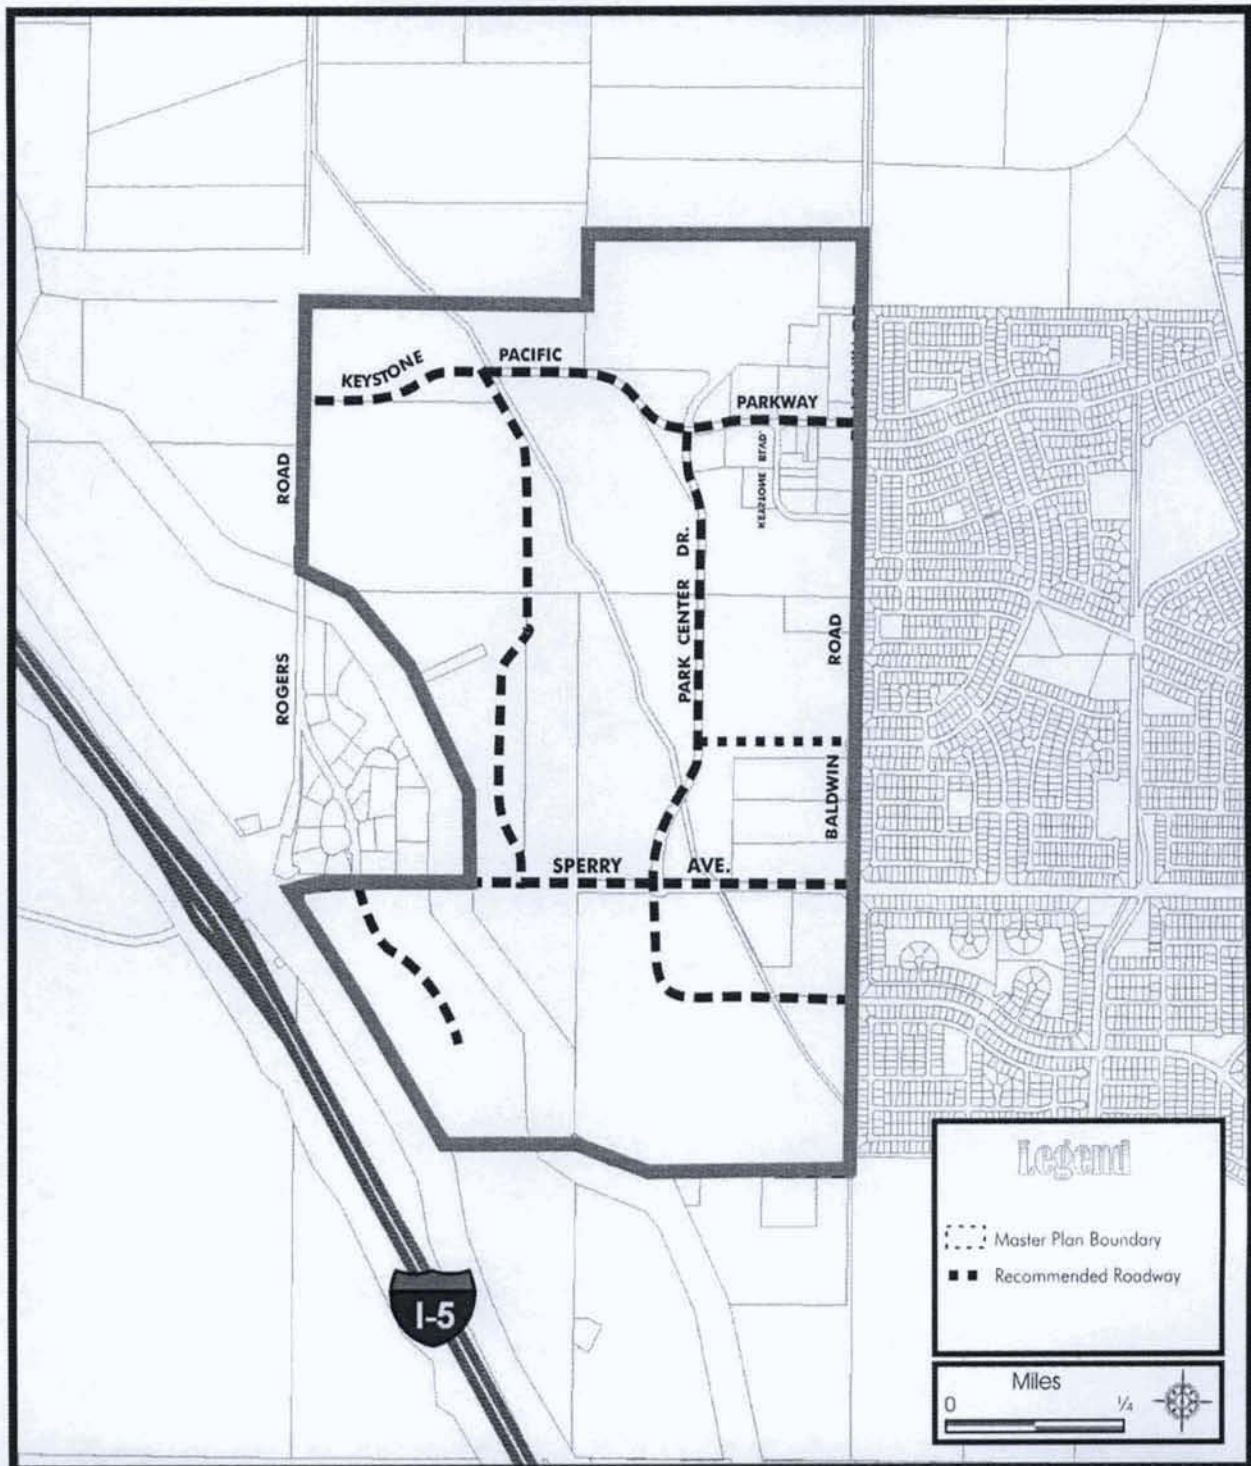 PACIFIC
KEYSTONE
PARKWAY
KEYSTONE BLVD.
ROAD
PARK CENTER DR.
ROAD
ROGERS
BALDWIN
SPERRY AVE.
Legend
Master Plan Boundary
Recommended Roadway
I-5
Miles
0 1/4